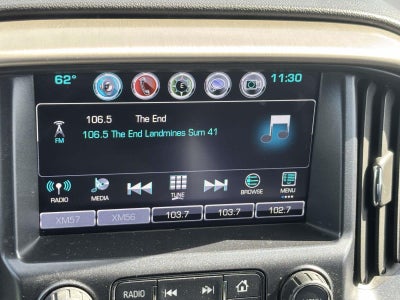 62° 11:30
106.5 The End
106.5 The End Landmines Sum 41
FM
RADIO MEDIA TUNE BROWSE MENU
XM57 XM56 103.7 103.7 102.7
RADIO HOME